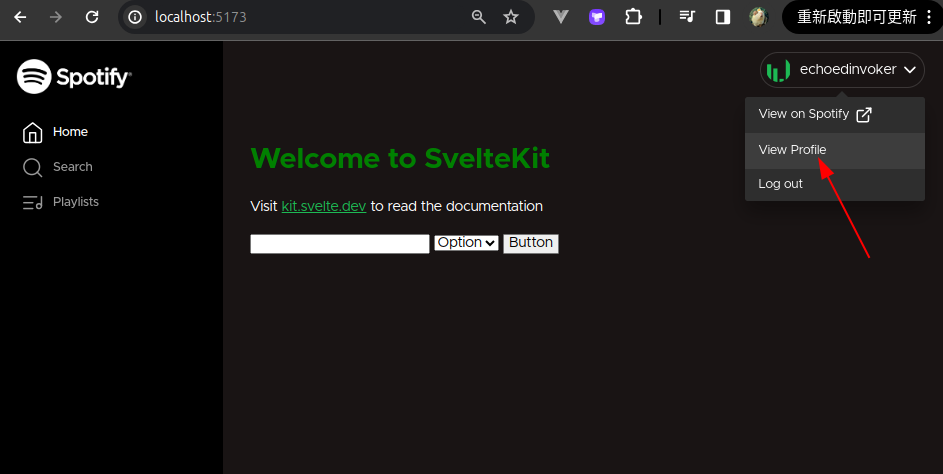 localhost:5173
重新啟動即可更新
Spotify
echoedinvoker
View on Spotify
Home
View Profile
Search
Welcome to SvelteKit
Log out
Playlists
Visit kit.svelte.dev to read the documentation
Option Button